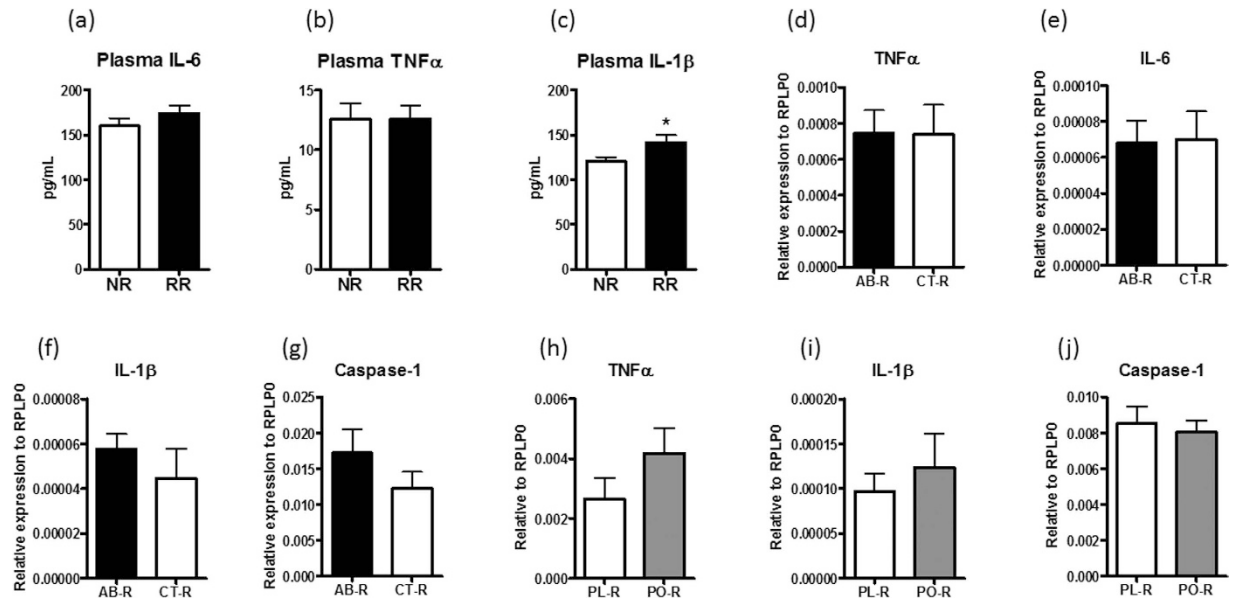 (a)
Plasma IL-6
pg/mL
200
150
100
50
0
NR RR
(b)
Plasma TNFα
pg/mL
15
10
5
0
NR RR
(c)
Plasma IL-1β
pg/mL
200
150
100
50
0
*
NR RR
(d)
TNFα
Relative expression to RPLP0
0.0010
0.0008
0.0006
0.0004
0.0002
0.0000
AB-R CT-R
(e)
IL-6
Relative expression to RPLP0
0.00010
0.00008
0.00006
0.00004
0.00002
0.00000
AB-R CT-R
(f)
IL-1β
Relative expression to RPLP0
0.00008
0.00006
0.00004
0.00002
0.00000
AB-R CT-R
(g)
Caspase-1
Relative expression to RPLP0
0.025
0.020
0.015
0.010
0.005
0.000
AB-R CT-R
(h)
TNFα
Relative to RPLP0
0.006
0.004
0.002
0.000
PL-R PO-R
(i)
IL-1β
Relative to RPLP0
0.00020
0.00015
0.00010
0.00005
0.00000
PL-R PO-R
(j)
Caspase-1
Relative to RPLP0
0.010
0.008
0.006
0.004
0.002
0.000
PL-R PO-R